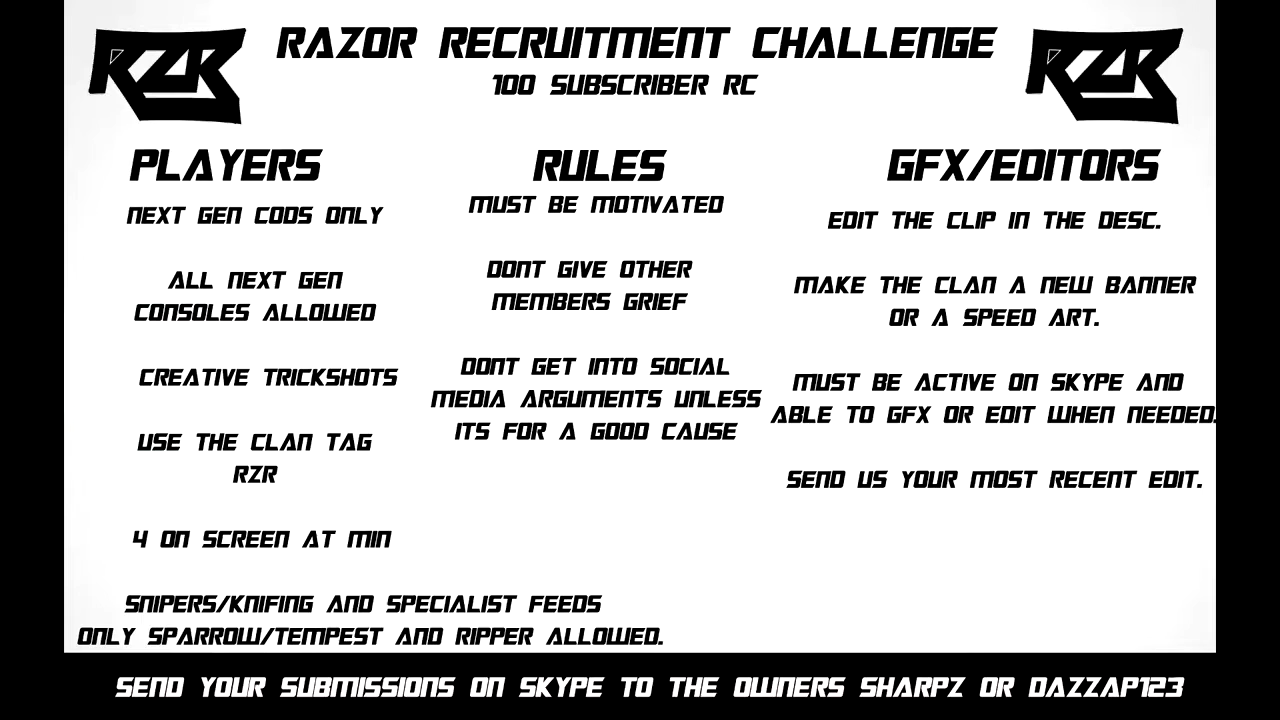 RZR
RAZOR RECRUITMENT CHALLENGE
RZR
100 SUBSCRIBER RC
PLAYERS
NEXT GEN CODS ONLY
ALL NEXT GEN
CONSOLES ALLOWED
CREATIVE TRICKSHOTS
USE THE CLAN TAG
RZR
4 ON SCREEN AT MIN
SNIPERS/KNIFING AND SPECIALIST FEEDS
ONLY SPARROW/TEMPEST AND RIPPER ALLOWED.
RULES
MUST BE MOTIVATED
DONT GIVE OTHER
MEMBERS GRIEF
DONT GET INTO SOCIAL
MEDIA ARGUMENTS UNLESS
ITS FOR A GOOD CAUSE
GFX/EDITORS
EDIT THE CLIP IN THE DESC.
MAKE THE CLAN A NEW BANNER
OR A SPEED ART.
MUST BE ACTIVE ON SKYPE AND
ABLE TO GFX OR EDIT WHEN NEEDED.
SEND US YOUR MOST RECENT EDIT.
SEND YOUR SUBMISSIONS ON SKYPE TO THE OWNERS SHARPZ OR DAZZAP123